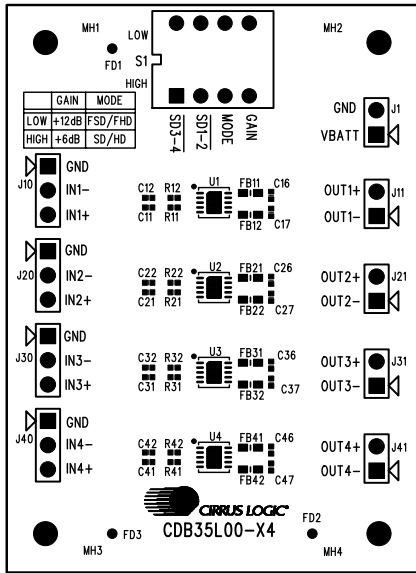 MH1
MH2
FD1
LOW
S1
HIGH
SD3-4
SD1-2
MODE
GAIN
GAIN MODE
LOW +12dB FSD/FHD
HIGH +6dB SD/HD
GND
J1
VBATT
J10
GND
IN1-
IN1+
C12 R12 U1 FB11 C16
C11 R11 FB12 C17
OUT1+ J11
OUT1-
J20
GND
IN2-
IN2+
C22 R22 U2 FB21 C26
C21 R21 FB22 C27
OUT2+ J21
OUT2-
J30
GND
IN3-
IN3+
C32 R32 U3 FB31 C36
C31 R31 FB32 C37
OUT3+ J31
OUT3-
J40
GND
IN4-
IN4+
C42 R42 U4 FB41 C46
C41 R41 FB42 C47
OUT4+ J41
OUT4-
CIRRUS LOGIC®
CDB35L00-X4
MH3
FD3
FD2
MH4